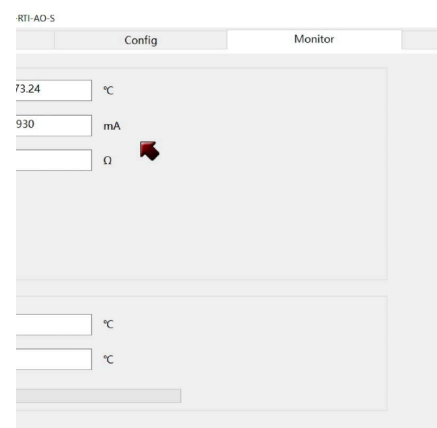 -RTI-AO-S
Config Monitor
73.24 ℃
930 mA
Ω
℃
℃